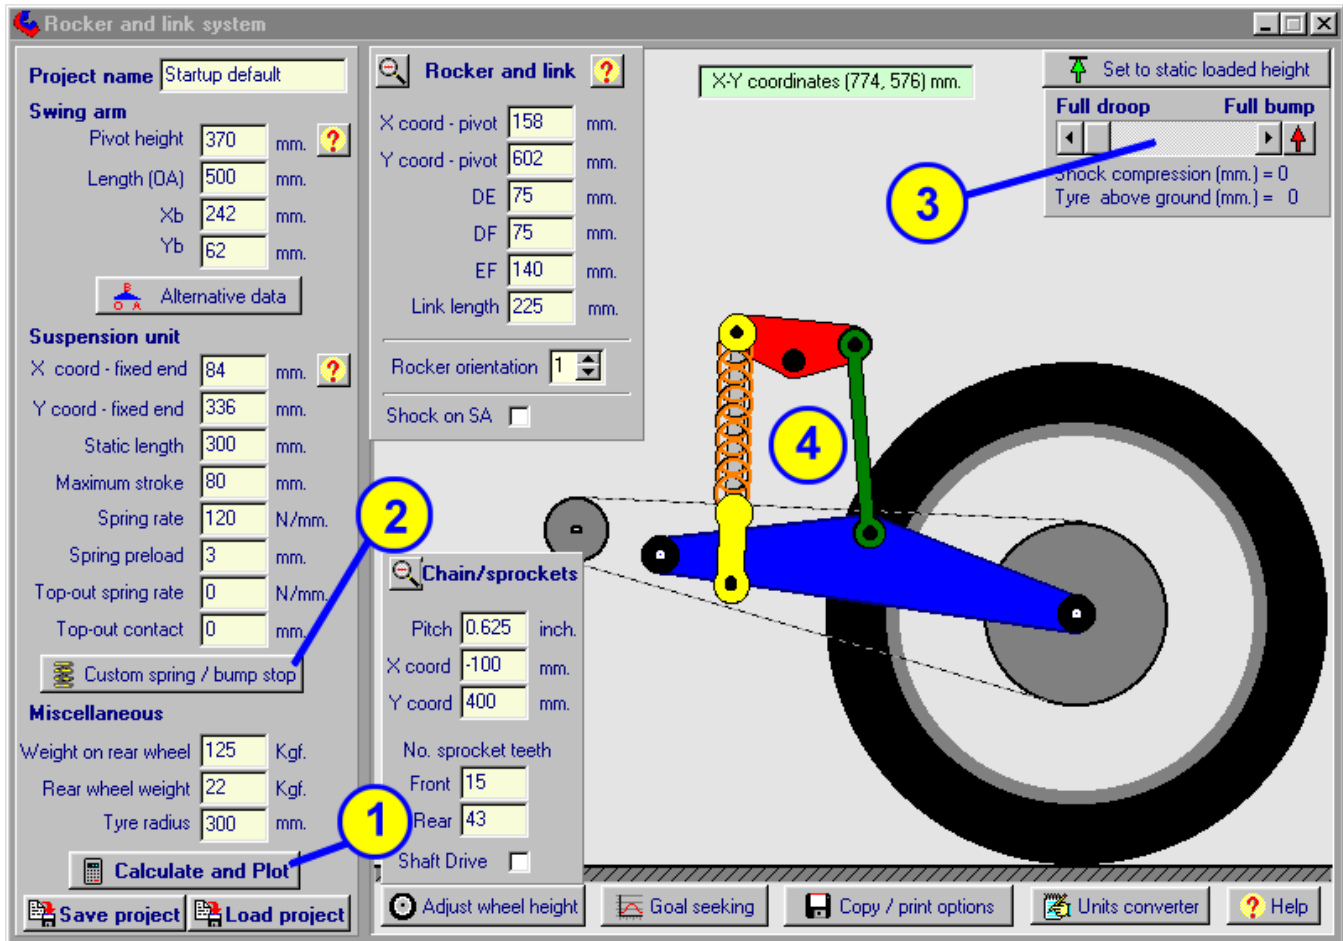 Rocker and link system
Project name Startup default
Swing arm
Pivot height 370 mm. ?
Length (OA) 500 mm.
Xb 242 mm.
Yb 62 mm.
B O A Alternative data
Suspension unit
X coord - fixed end 84 mm. ?
Y coord - fixed end 336 mm.
Static length 300 mm.
Maximum stroke 80 mm.
Spring rate 120 N/mm.
Spring preload 3 mm.
Top-out spring rate 0 N/mm.
Top-out contact 0 mm.
Custom spring / bump stop
Miscellaneous
Weight on rear wheel 125 Kgf.
Rear wheel weight 22 Kgf.
Tyre radius 300 mm.
Calculate and Plot
Save project Load project
Rocker and link ?
X coord - pivot 158 mm.
Y coord - pivot 602 mm.
DE 75 mm.
DF 75 mm.
EF 140 mm.
Link length 225 mm.
Rocker orientation 1
Shock on SA
2
Chain/sprockets
Pitch 0.625 inch.
X coord -100 mm.
Y coord 400 mm.
No. sprocket teeth
Front 15
1
Rear 43
Shaft Drive
X-Y coordinates (774, 576) mm.
Set to static loaded height
Full droop Full bump
Shock compression (mm.) = 0
Tyre above ground (mm.) = 0
3
4
Adjust wheel height Goal seeking Copy / print options Units converter ? Help